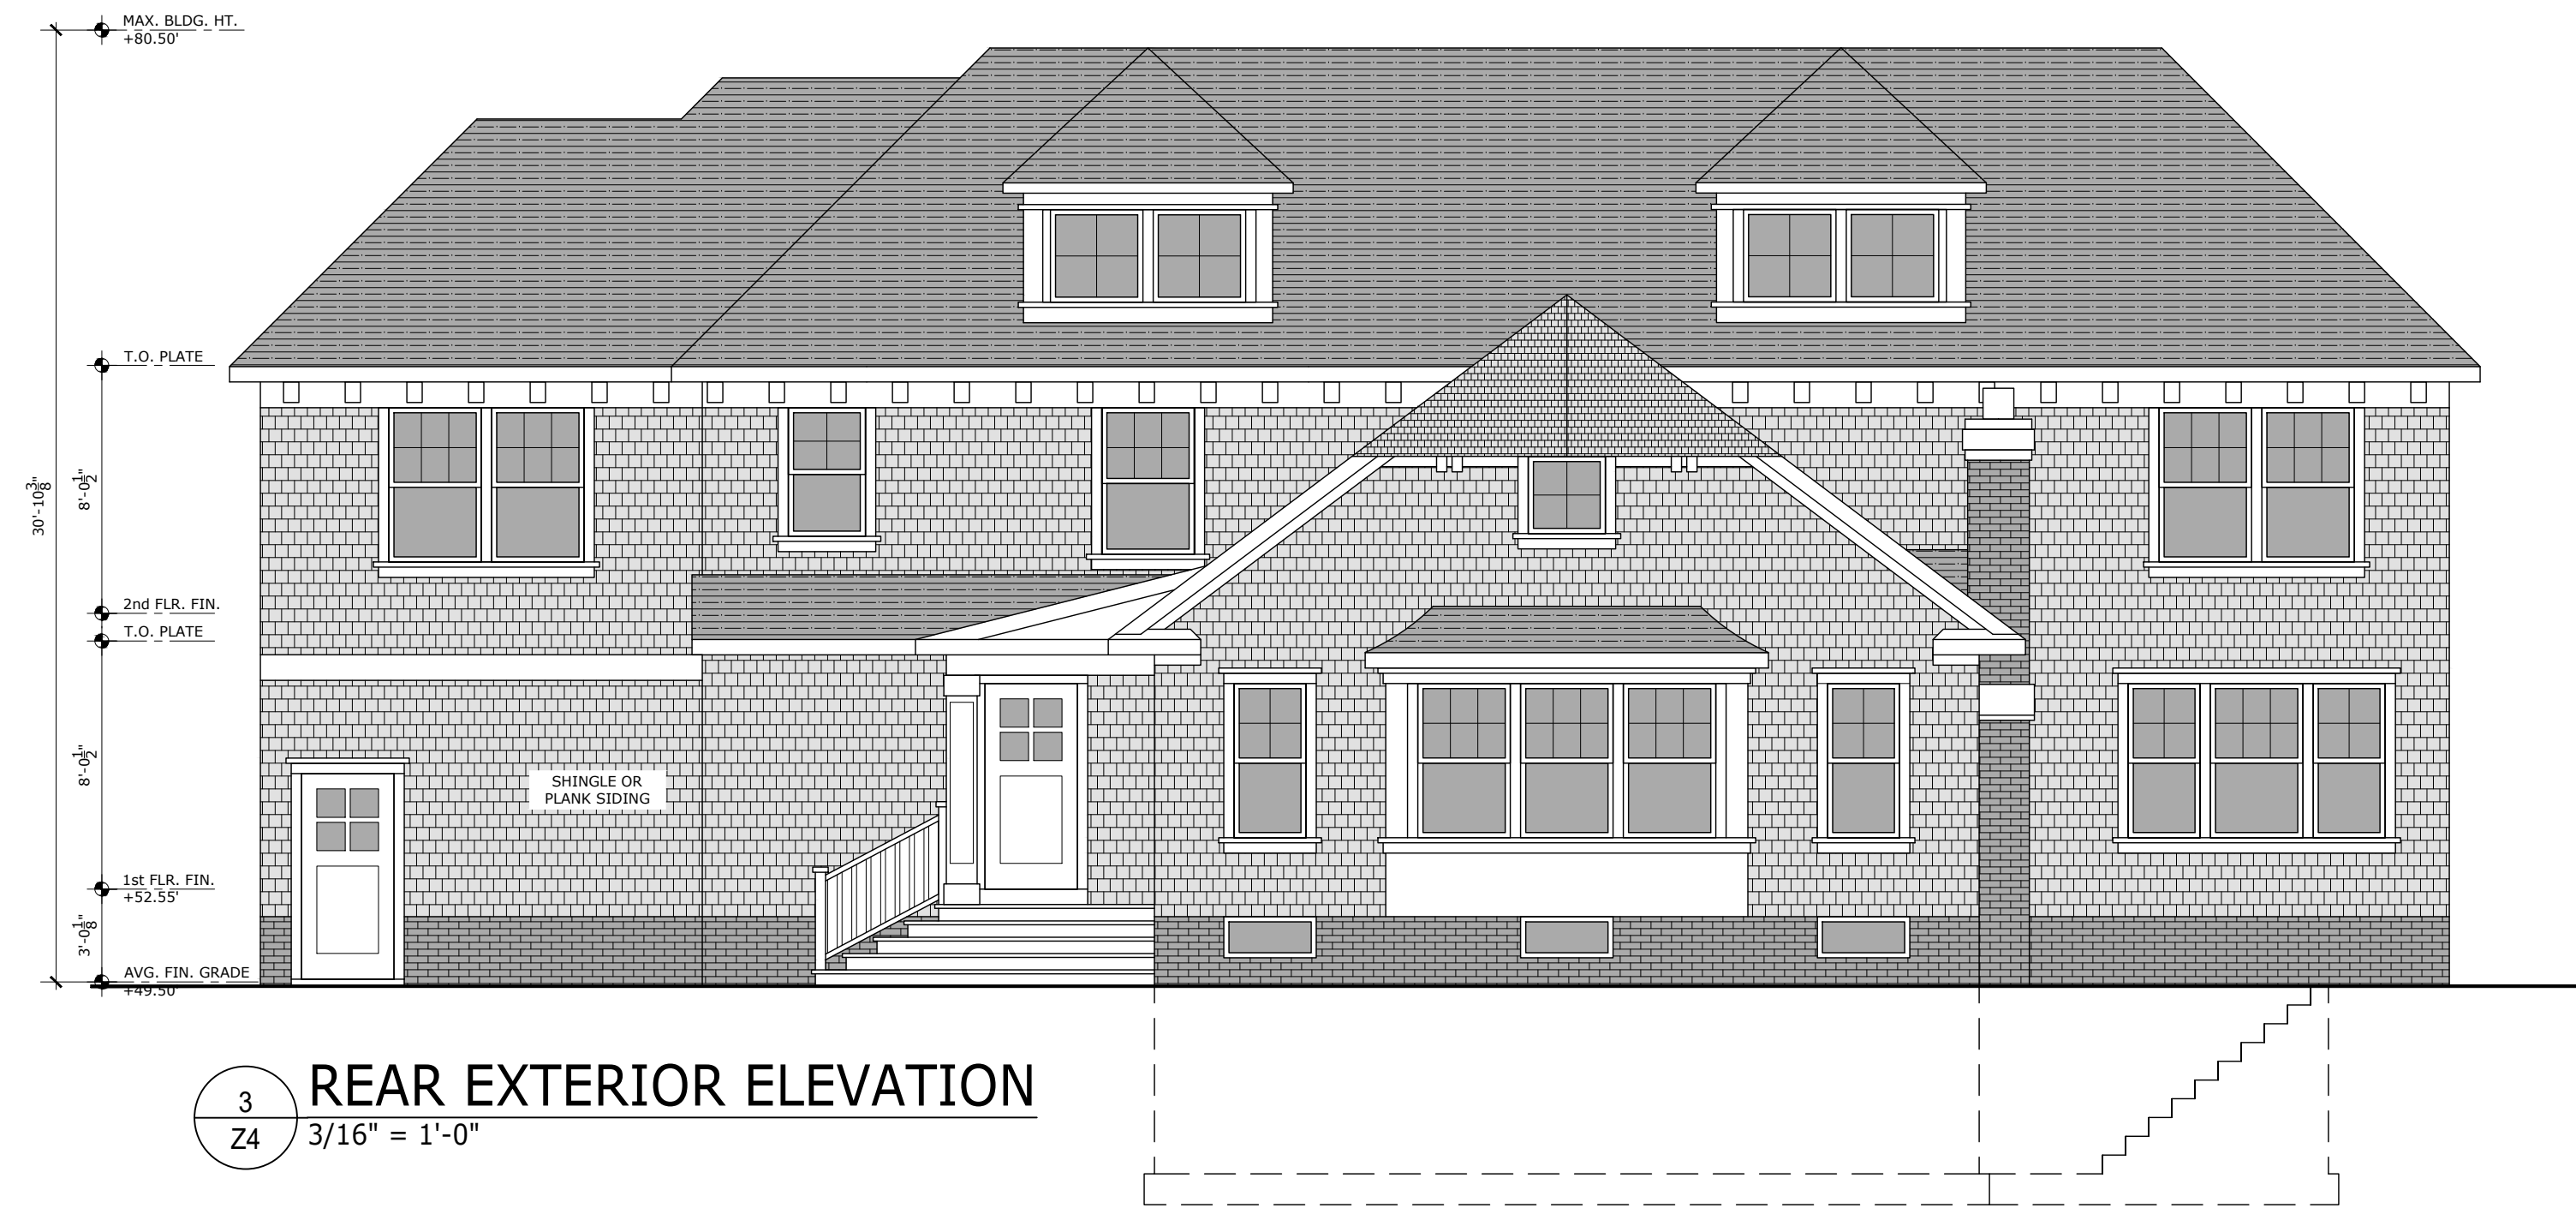 MAX. BLDG. HT.
+80.50'
T.O. PLATE
30'-10 3/8"
8'-0 1/2"
2nd FLR. FIN.
T.O. PLATE
8'-0 1/2"
SHINGLE OR
PLANK SIDING
1st FLR. FIN.
+52.55'
3'-0 1/8"
AVG. FIN. GRADE
+49.50'
3
Z4
REAR EXTERIOR ELEVATION
3/16" = 1'-0"